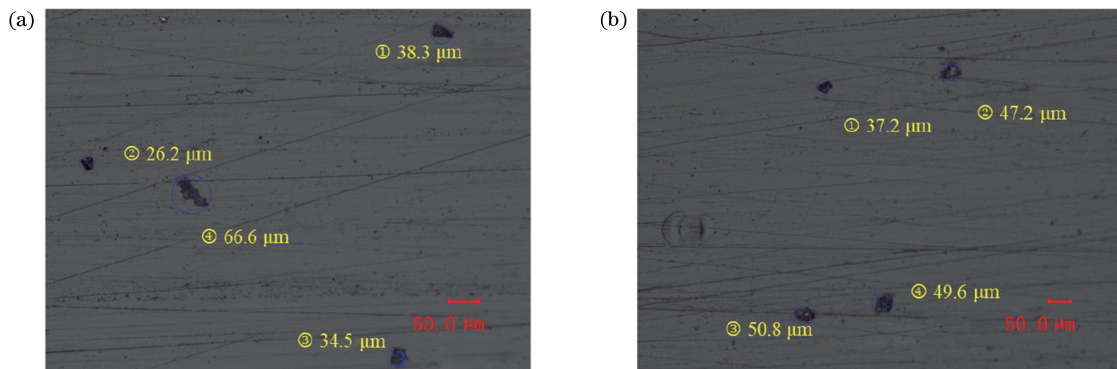 (a)
① 38.3 μm
② 26.2 μm
④ 66.6 μm
50.0 μm
③ 34.5 μm
(b)
② 47.2 μm
① 37.2 μm
④ 49.6 μm
③ 50.8 μm
50.0 μm